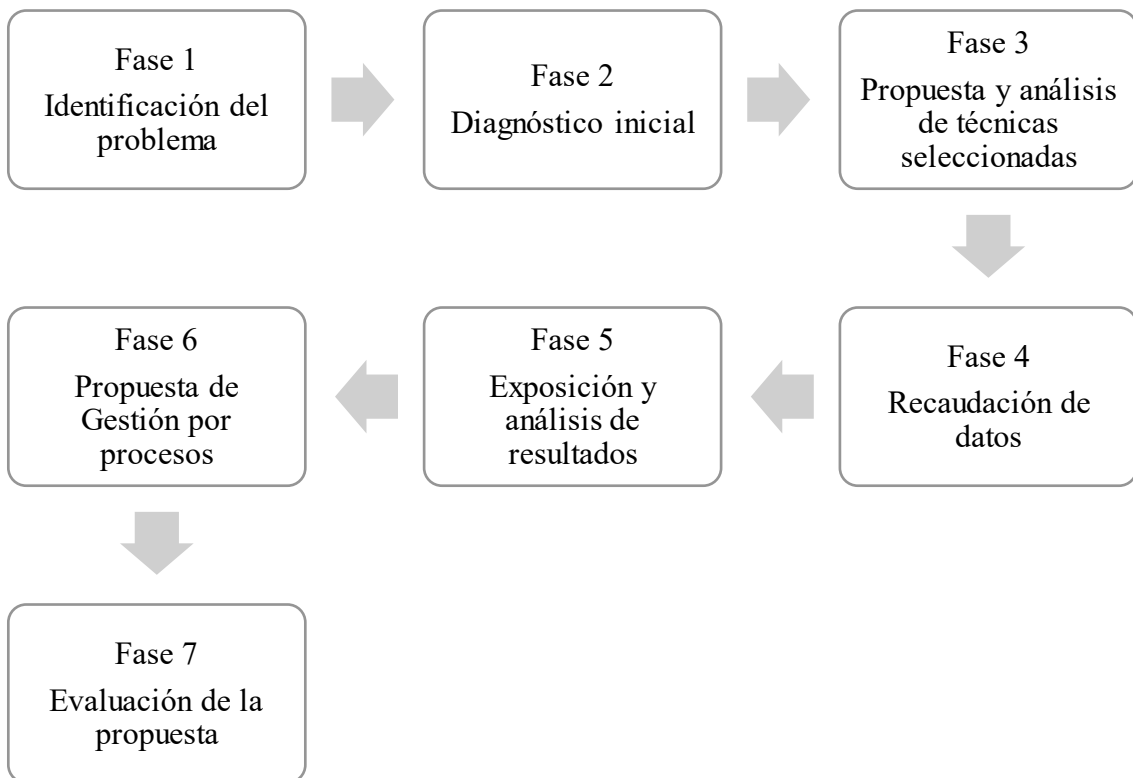 Fase 1
Identificación del
problema
Fase 2
Diagnóstico inicial
Fase 3
Propuesta y análisis
de técnicas
seleccionadas
Fase 4
Recaudación de
datos
Fase 5
Exposición y
análisis de
resultados
Fase 6
Propuesta de
Gestión por
procesos
Fase 7
Evaluación de la
propuesta